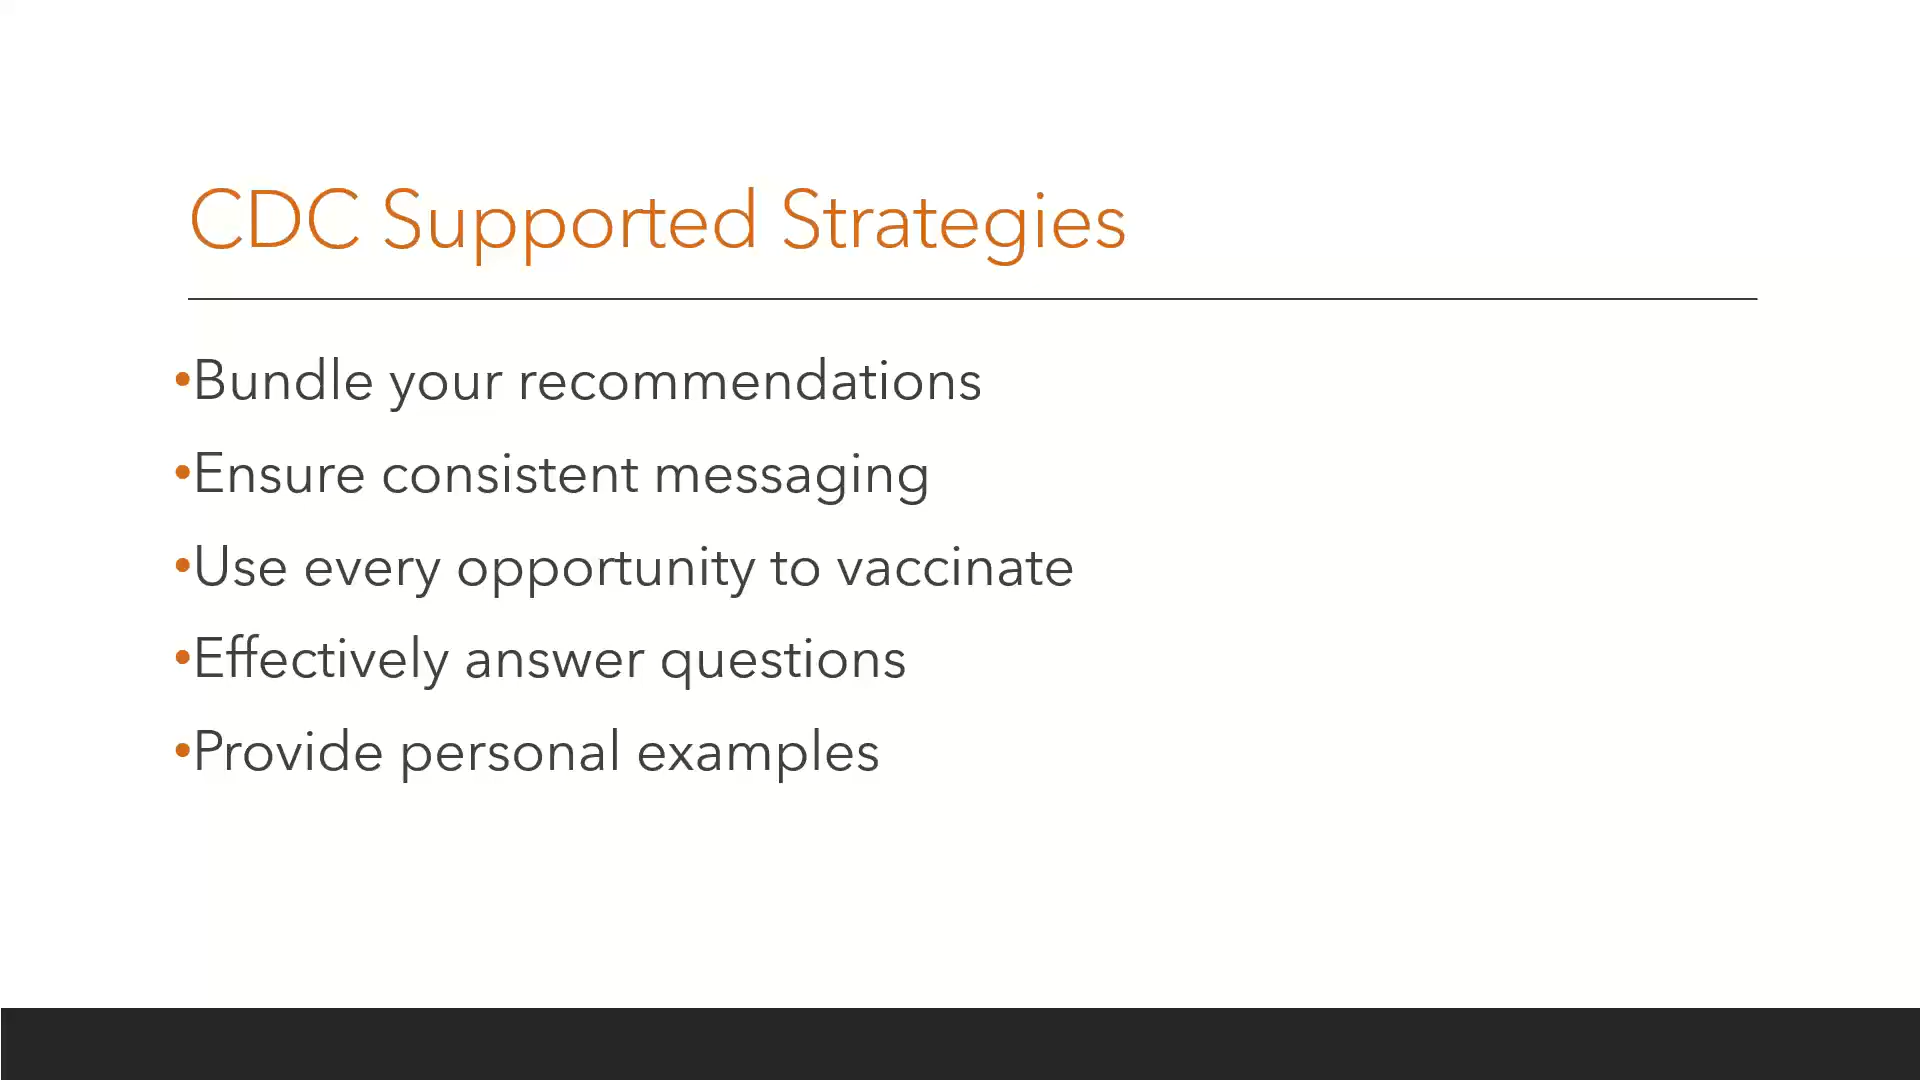 CDC Supported Strategies
•Bundle your recommendations
•Ensure consistent messaging
•Use every opportunity to vaccinate
•Effectively answer questions
•Provide personal examples